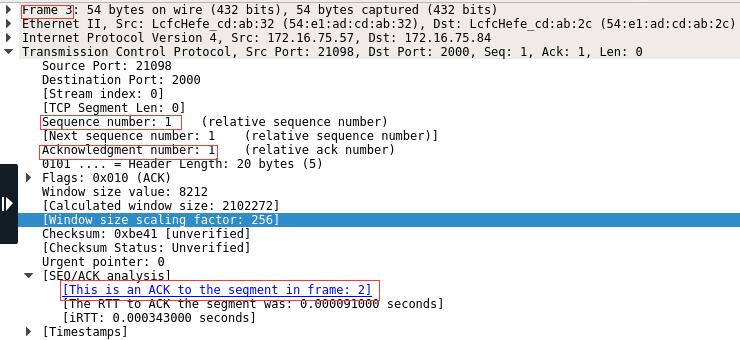 Frame 3: 54 bytes on wire (432 bits), 54 bytes captured (432 bits)
Ethernet II, Src: LcfcHefe_cd:ab:32 (54:e1:ad:cd:ab:32), Dst: LcfcHefe_cd:ab:2c (54:e1:ad:cd:ab:2c)
Internet Protocol Version 4, Src: 172.16.75.57, Dst: 172.16.75.84
Transmission Control Protocol, Src Port: 21098, Dst Port: 2000, Seq: 1, Ack: 1, Len: 0
Source Port: 21098
Destination Port: 2000
[Stream index: 0]
[TCP Segment Len: 0]
Sequence number: 1 (relative sequence number)
[Next sequence number: 1 (relative sequence number)]
Acknowledgment number: 1 (relative ack number)
0101 .... = Header Length: 20 bytes (5)
Flags: 0x010 (ACK)
Window size value: 8212
[Calculated window size: 2102272]
[Window size scaling factor: 256]
Checksum: 0xbe41 [unverified]
[Checksum Status: Unverified]
Urgent pointer: 0
[SEQ/ACK analysis]
[This is an ACK to the segment in frame: 2]
[The RTT to ACK the segment was: 0.000091000 seconds]
[iRTT: 0.000343000 seconds]
[Timestamps]